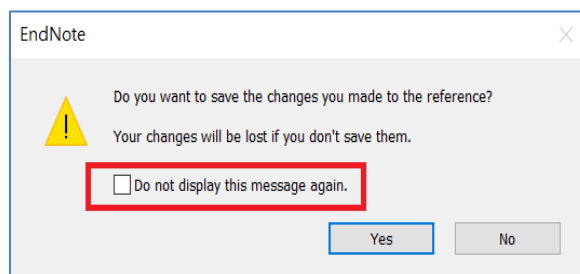 EndNote
Do you want to save the changes you made to the reference?
Your changes will be lost if you don't save them.
Do not display this message again.
Yes No